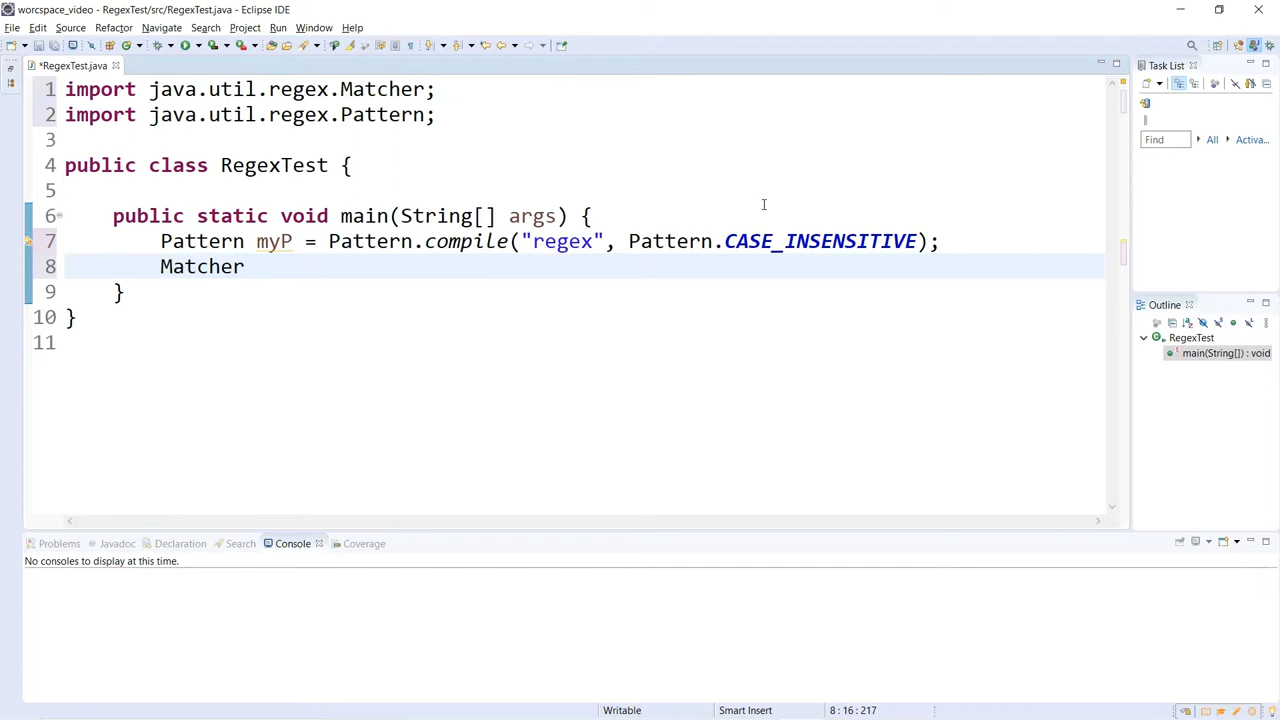 worcspace_video - RegexTest/src/RegexTest.java - Eclipse IDE
File Edit Source Refactor Navigate Search Project Run Window Help
*RegexTest.java
1 import java.util.regex.Matcher;
2 import java.util.regex.Pattern;
3
4 public class RegexTest {
5
6 public static void main(String[] args) {
7 Pattern myP = Pattern.compile("regex", Pattern.CASE_INSENSITIVE);
8 Matcher
9 }
10 }
11
Task List
Find All Activa...
Outline
RegexTest
main(String[]) : void
Problems Javadoc Declaration Search Console Coverage
No consoles to display at this time.
Writable Smart Insert 8 : 16 : 217